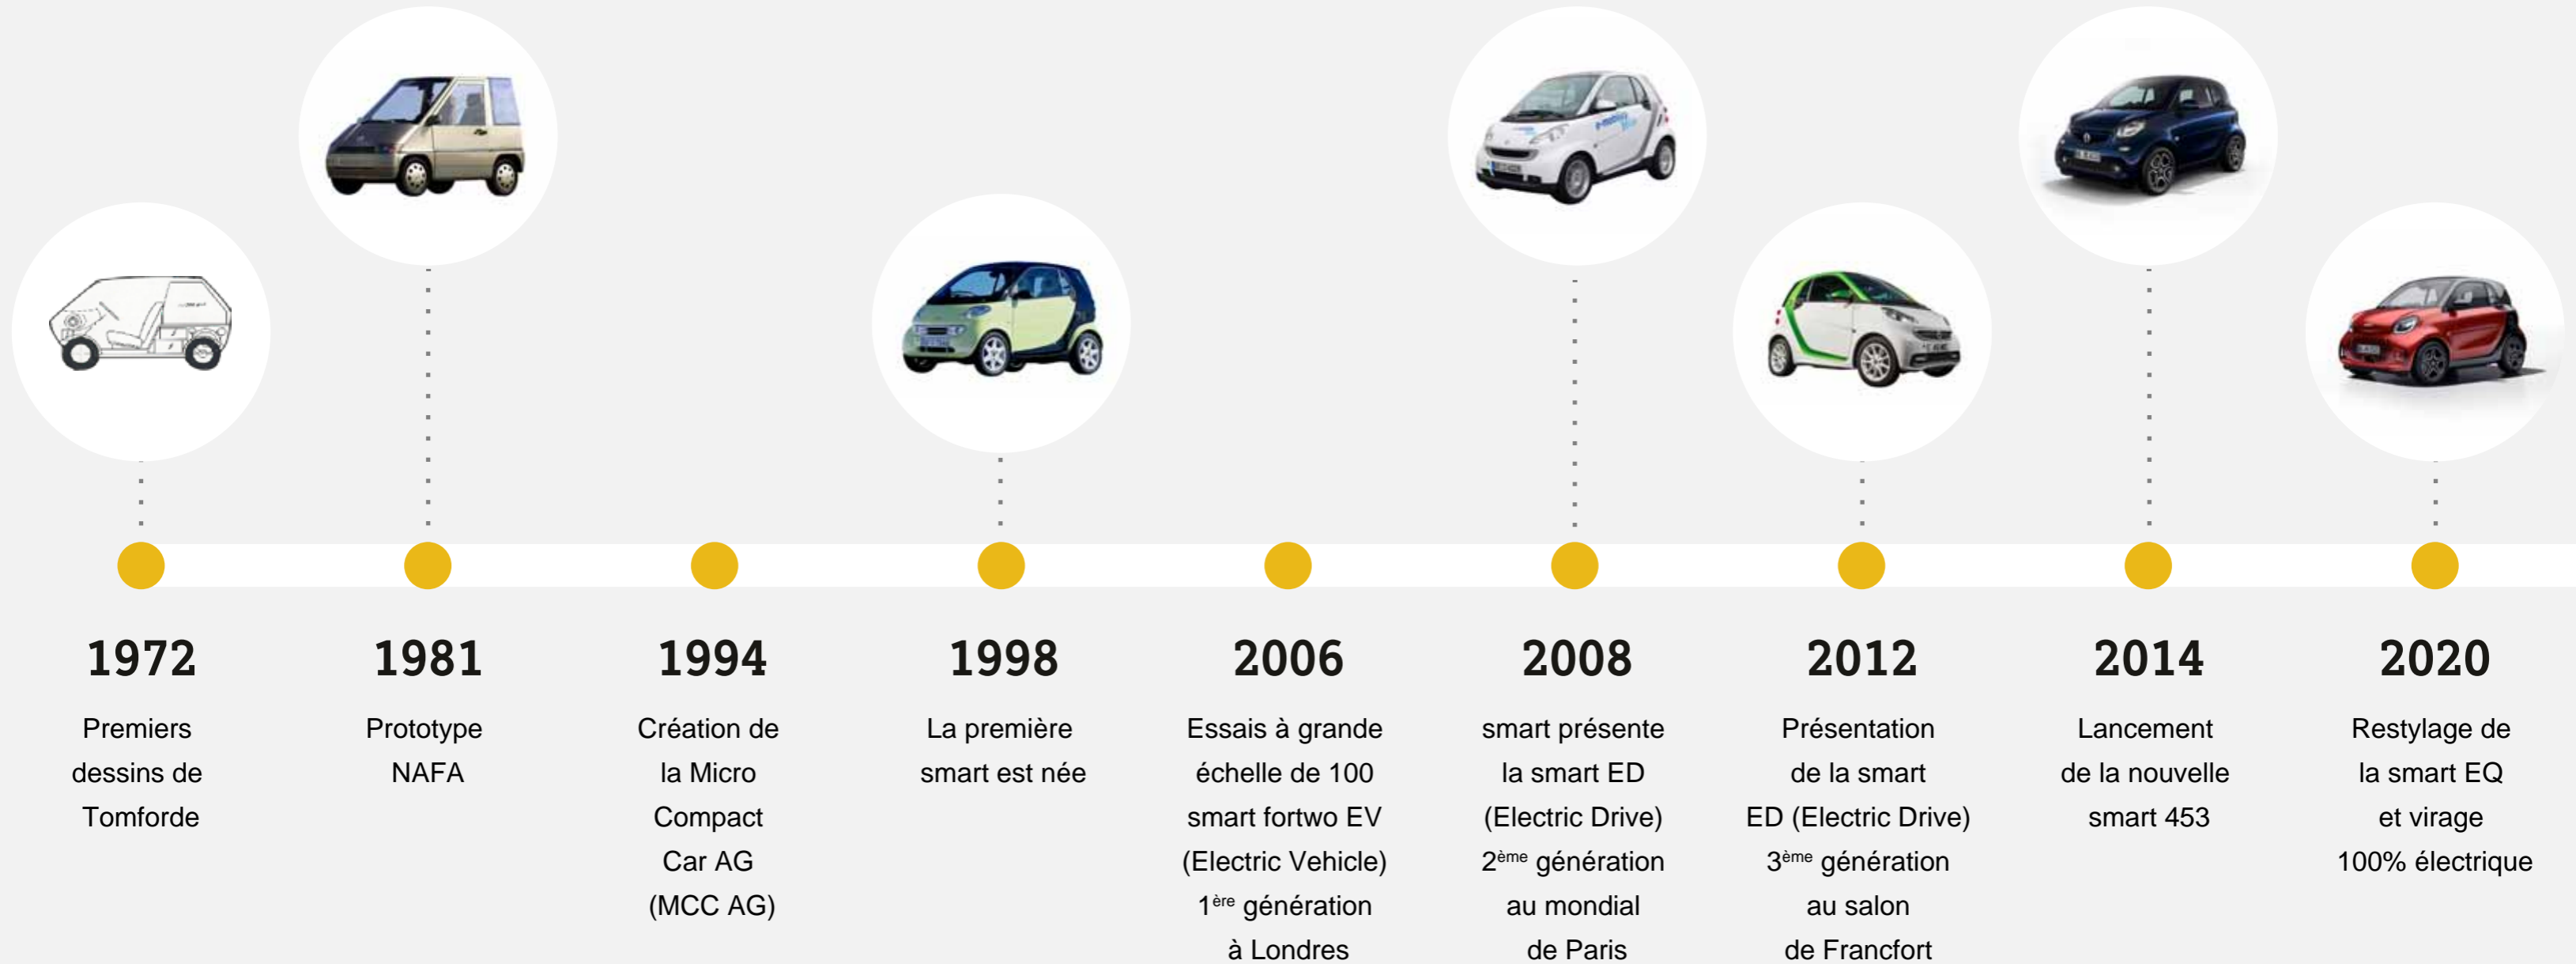 1972
Premiers
dessins de
Tomforde
1981
Prototype
NAFA
1994
Création de
la Micro
Compact
Car AG
(MCC AG)
1998
La première
smart est née
2006
Essais à grande
échelle de 100
smart fortwo EV
(Electric Vehicle)
1ère génération
à Londres
2008
smart présente
la smart ED
(Electric Drive)
2ème génération
au mondial
de Paris
2012
Présentation
de la smart
ED (Electric Drive)
3ème génération
au salon
de Francfort
2014
Lancement
de la nouvelle
smart 453
2020
Restylage de
la smart EQ
et virage
100% électrique